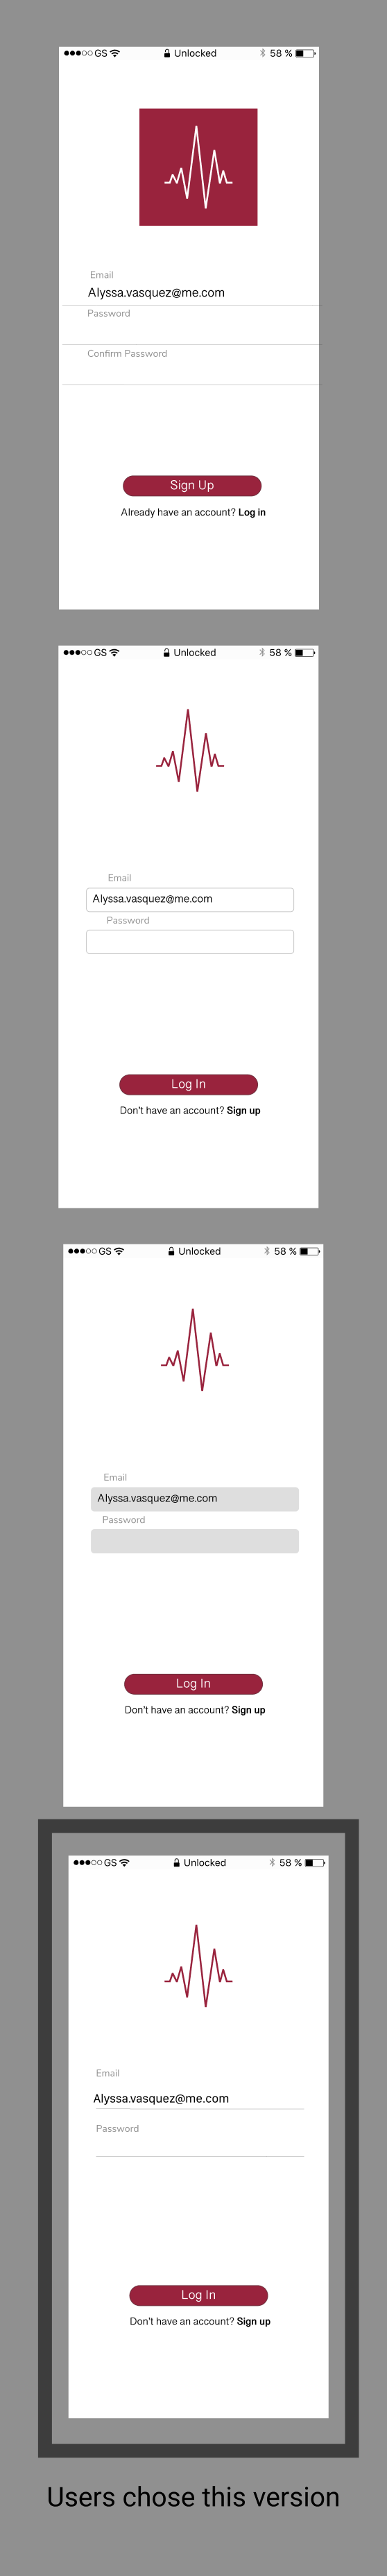 GS Unlocked 58 %
Email
Alyssa.vasquez@me.com
Password
Confirm Password
Sign Up
Already have an account? Log in
GS Unlocked 58 %
Email
Alyssa.vasquez@me.com
Password
Log In
Don't have an account? Sign up
GS Unlocked 58 %
Email
Alyssa.vasquez@me.com
Password
Log In
Don't have an account? Sign up
GS Unlocked 58 %
Email
Alyssa.vasquez@me.com
Password
Log In
Don't have an account? Sign up
Users chose this version